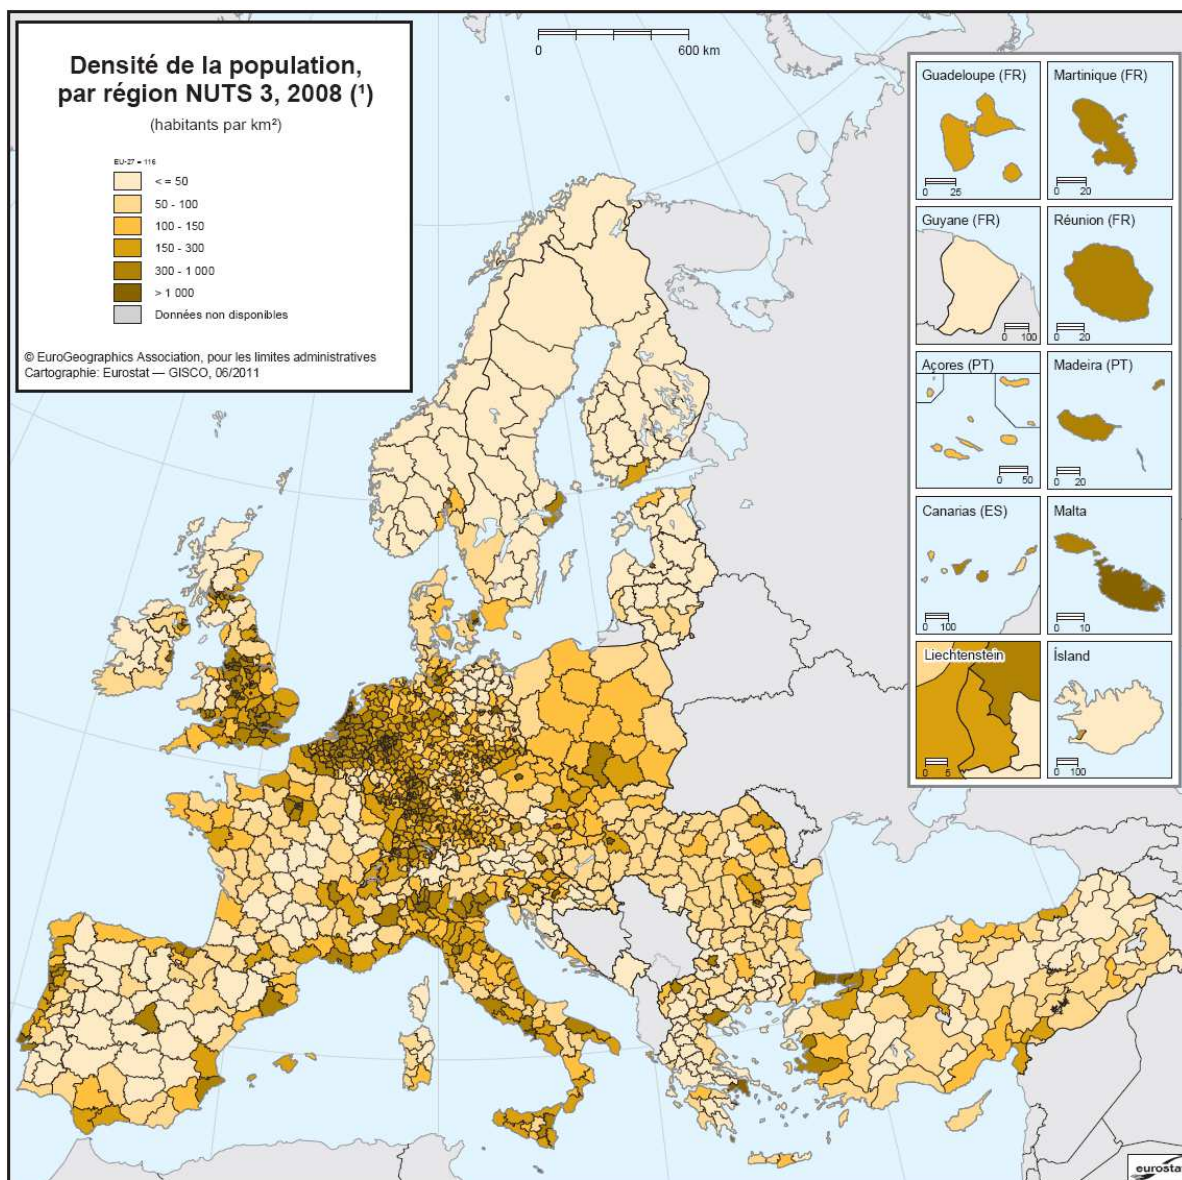 Densité de la population,
par région NUTS 3, 2008 (¹)
(habitants par km²)
EU-27 = 116
< = 50
50 - 100
100 - 150
150 - 300
300 - 1 000
> 1 000
Données non disponibles
© EuroGeographics Association, pour les limites administratives
Cartographie: Eurostat — GISCO, 06/2011
0 600 km
Guadeloupe (FR)
0 25
Martinique (FR)
0 20
Guyane (FR)
0 100
Réunion (FR)
0 20
Açores (PT)
0 50
Madeira (PT)
0 20
Canarias (ES)
0 100
Malta
0 10
Liechtenstein
0 5
Ísland
0 100
eurostat